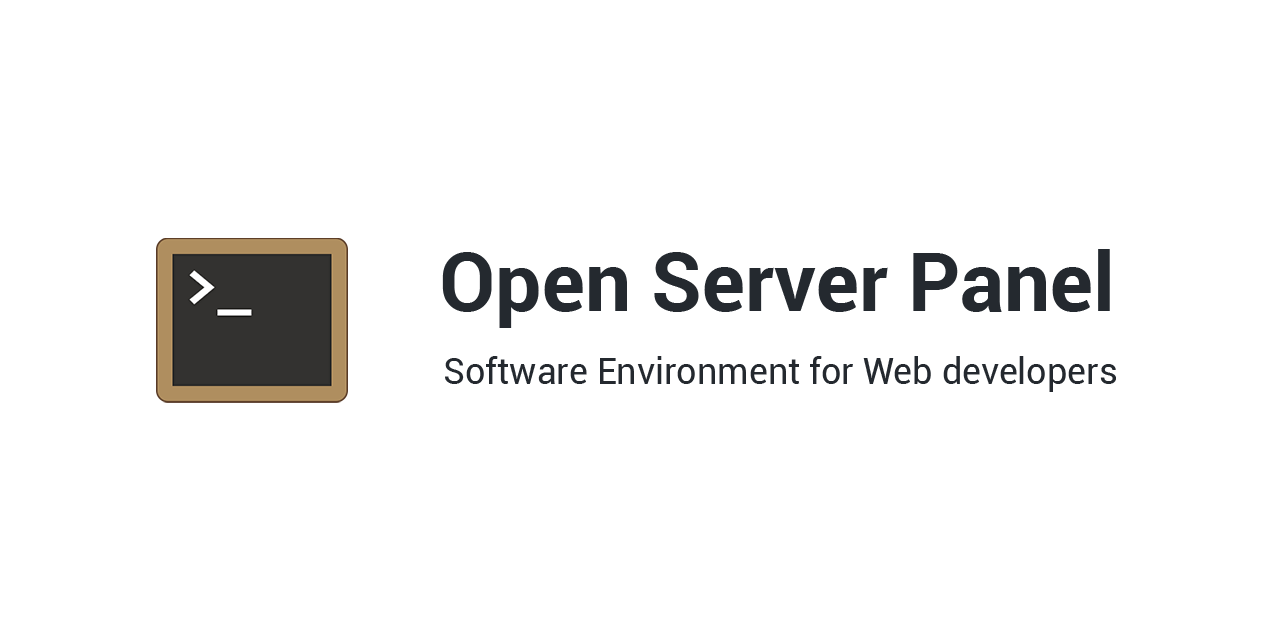 >_
Open Server Panel
Software Environment for Web developers